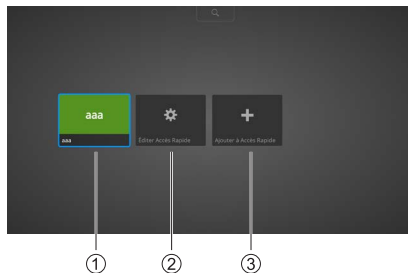 aaa
aaa
Éditer Accès Rapide
Ajouter à Accès Rapide
1
2
3